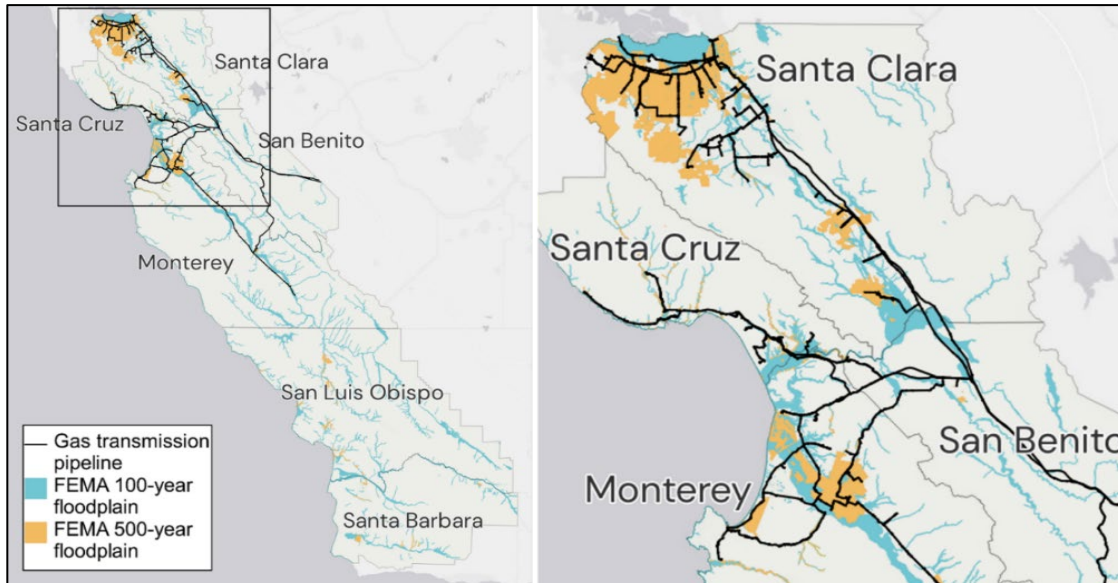 Santa Clara
Santa Cruz
San Benito
Monterey
San Luis Obispo
Santa Barbara
Gas transmission
pipeline
FEMA 100-year
floodplain
FEMA 500-year
floodplain
Santa Clara
Santa Cruz
San Benito
Monterey